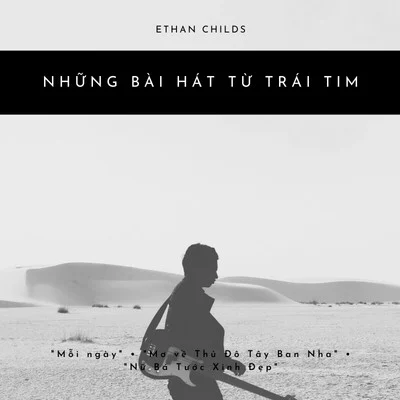 ETHAN CHILDS
NHỮNG BÀI HÁT TỪ TRÁI TIM
"Mỗi ngày" • "Mơ về Thủ Đô Tây Ban Nha" •
"Nữ Bá Tước Xinh Đẹp"